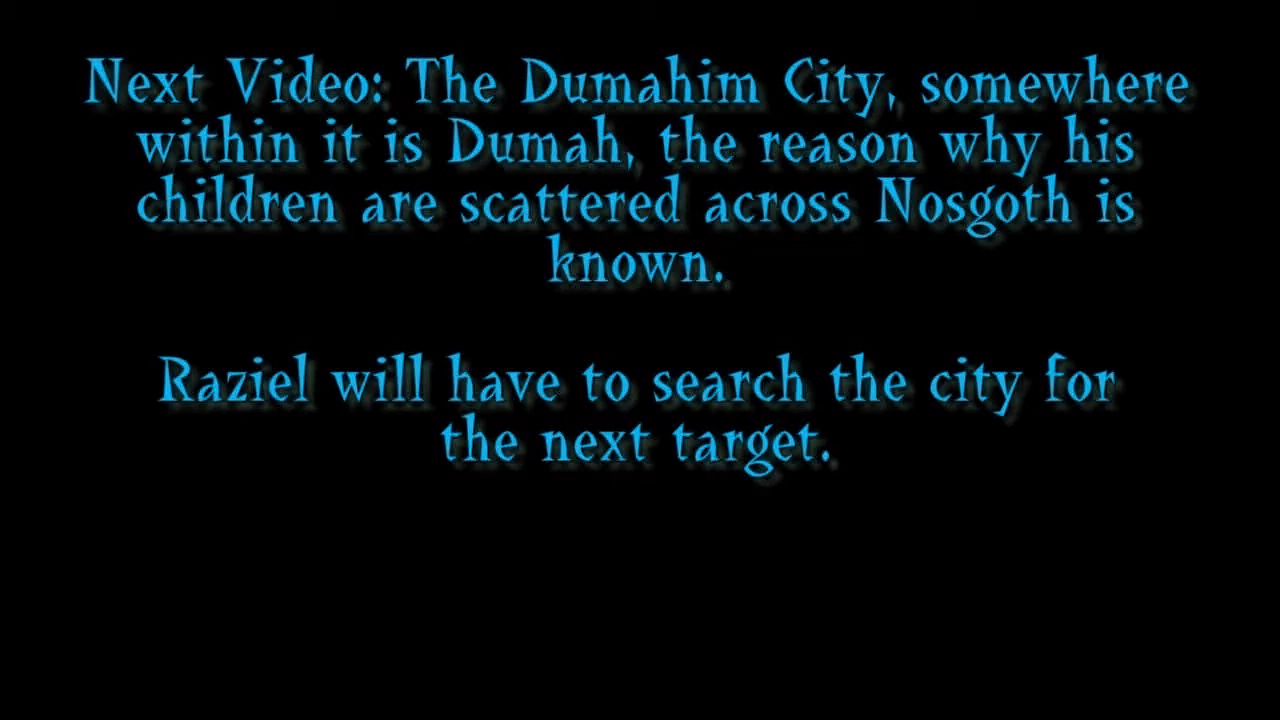 Next Video: The Dumahim City, somewhere
within it is Dumah, the reason why his
children are scattered across Nosgoth is
known.
Raziel will have to search the city for
the next target.